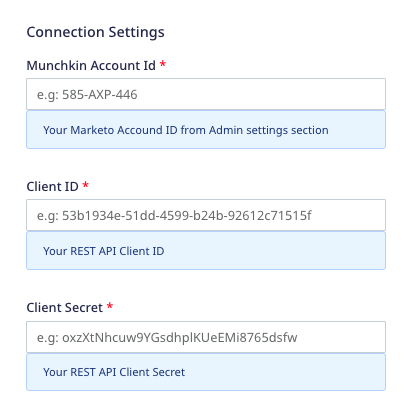 Connection Settings
Munchkin Account Id *
e.g: 585-AXP-446
Your Marketo Accound ID from Admin settings section
Client ID *
e.g: 53b1934e-51dd-4599-b24b-92612c71515f
Your REST API Client ID
Client Secret *
e.g: oxzXtNhcuw9YGsdhplKUeEMi8765dsfw
Your REST API Client Secret